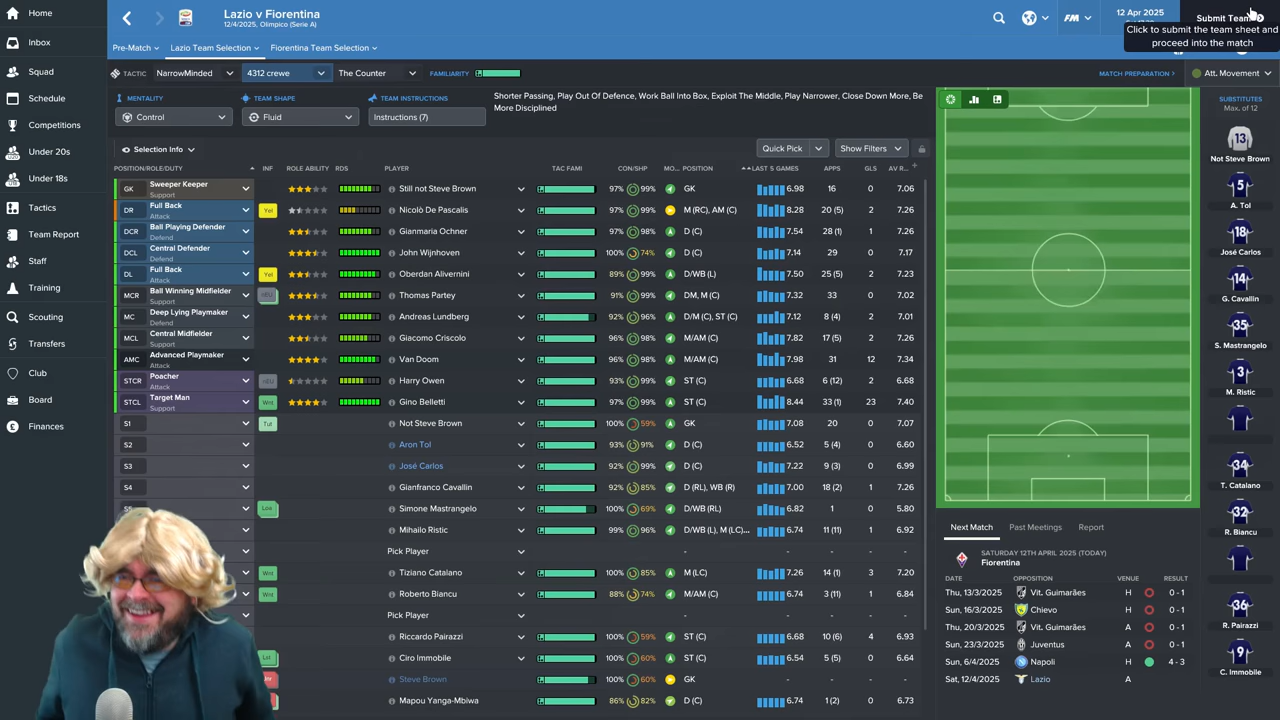 Home
Inbox
Squad
Schedule
Competitions
Under 20s
Under 18s
Tactics
Team Report
Staff
Training
Scouting
Transfers
Club
Board
Finances
Lazio v Fiorentina
12/4/2025, Olimpico (Serie A)
FM
12 Apr 2025
Click to submit the team sheet and
proceed into the match
Pre-Match
Lazio Team Selection
Fiorentina Team Selection
TACTIC
NarrowMinded
4312 crewe
The Counter
FAMILIARITY
MATCH PREPARATION >
Att. Movement
MENTALITY
TEAM SHAPE
TEAM INSTRUCTIONS
Control
Fluid
Instructions (7)
Shorter Passing, Play Out Of Defence, Work Ball Into Box, Exploit The Middle, Play Narrower, Close Down More, Be
More Disciplined
Selection Info
Quick Pick
Show Filters
POSITION/ROLE/DUTY INF ROLE ABILITY RDS PLAYER TAC FAMI CON/SHP MO... POSITION LAST 5 GAMES APPS GLS AV R...
GK Sweeper Keeper Support Still not Steve Brown 97% 99% GK 6.98 16 0 7.06
DR Full Back Attack Yel Nicolò De Pascalis 97% 99% M (RC), AM (C) 8.28 20 (5) 2 7.26
DCR Ball Playing Defender Defend Gianmaria Ochner 97% 98% D (C) 7.54 28 (1) 1 7.26
DCL Central Defender Defend John Wijnhoven 100% 74% D (C) 7.14 29 0 7.17
DL Full Back Attack Yel Oberdan Alivernini 89% 99% D/WB (L) 7.50 25 (5) 2 7.23
MCR Ball Winning Midfielder Support Thomas Partey 91% 99% DM, M (C) 7.32 33 0 7.02
MC Deep Lying Playmaker Defend Andreas Lundberg 92% 96% D/M (C), ST (C) 7.12 8 (4) 2 7.01
MCL Central Midfielder Support Giacomo Criscolo 96% 98% M/AM (C) 7.82 17 (5) 2 7.26
AMC Advanced Playmaker Attack Van Doom 96% 98% M/AM (C) 7.98 31 12 7.34
STCR Poacher Attack nEU Harry Owen 93% 99% ST (C) 6.68 6 (12) 2 6.68
STCL Target Man Support Wnt Gino Belletti 97% 99% ST (C) 8.44 33 (1) 23 7.40
S1 Tut Not Steve Brown 100% 59% GK 7.08 20 0 7.07
S2 Aron Tol 93% 91% D (C) 6.52 5 (4) 0 6.60
S3 José Carlos 92% 99% D (C) 7.22 9 (3) 0 6.99
S4 Gianfranco Cavallin 92% 85% D (RL), WB (R) 7.00 18 (2) 1 7.26
Simone Mastrangelo 100% 69% D/WB (RL) 6.82 1 0 5.80
Mihailo Ristic 99% 96% D/WB (L), M (LC)... 6.74 11 (11) 1 6.92
Pick Player - - - - -
Wnt Tiziano Catalano 100% 85% M (LC) 7.26 14 (1) 3 7.20
Wnt Roberto Biancu 88% 74% M/AM (C) 6.74 3 (11) 0 6.84
Pick Player - - - - -
Riccardo Pairazzi 100% 59% ST (C) 6.68 10 (6) 4 6.93
Lst Ciro Immobile 100% 60% ST (C) 6.54 5 (5) 0 6.64
Steve Brown 100% 60% GK - - - -
Mapou Yanga-Mbiwa 86% 82% D (C) 6.74 1 (2) 0 6.73
Next Match
Past Meetings
Report
SATURDAY 12TH APRIL 2025 (TODAY)
Fiorentina
DATE OPPOSITION VENUE RESULT
Thu, 13/3/2025 Vit. Guimarães H 0 - 1
Sun, 16/3/2025 Chievo H 0 - 1
Thu, 20/3/2025 Vit. Guimarães A 0 - 1
Sun, 23/3/2025 Juventus A 0 - 1
Sun, 6/4/2025 Napoli H 4 - 3
Sat, 12/4/2025 Lazio A
SUBSTITUTES
Max. of 12
13
Not Steve Brown
5
A. Tol
18
José Carlos
14
G. Cavallin
35
S. Mastrangelo
3
M. Ristic
34
T. Catalano
32
R. Biancu
36
R. Pairazzi
9
C. Immobile